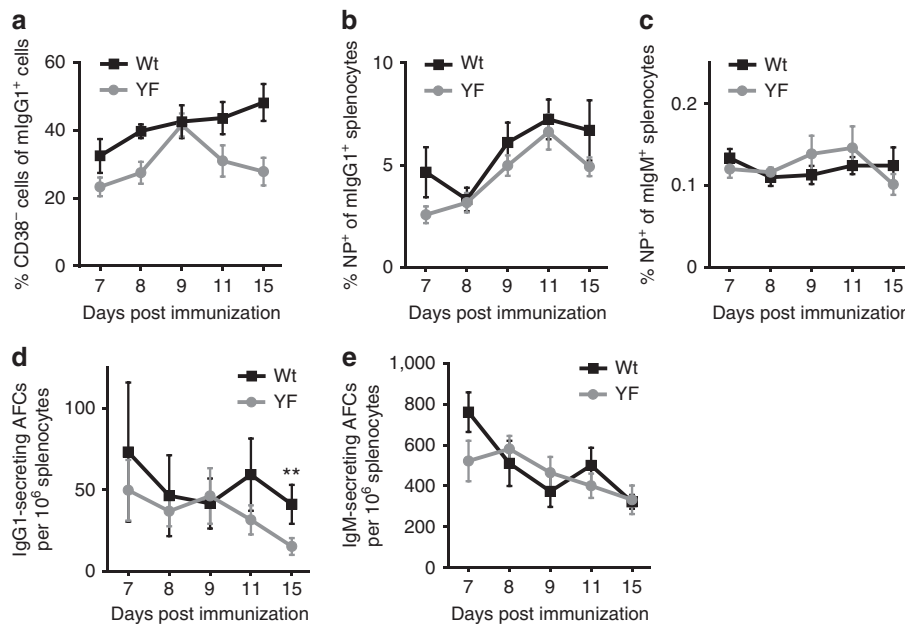 a
% CD38⁻ cells of mIgG1⁺ cells
60
40
20
0
Wt
YF
7 8 9 11 15
Days post immunization
b
% NP⁺ of mIgG1⁺ splenocytes
10
5
0
Wt
YF
7 8 9 11 15
Days post immunization
c
% NP⁺ of mIgM⁺ splenocytes
0.2
0.1
0
Wt
YF
7 8 9 11 15
Days post immunization
d
IgG1-secreting AFCs
per 10⁶ splenocytes
100
50
0
Wt
YF
**
7 8 9 11 15
Days post immunization
e
IgM-secreting AFCs
per 10⁶ splenocytes
1,000
800
600
400
200
0
Wt
YF
7 8 9 11 15
Days post immunization